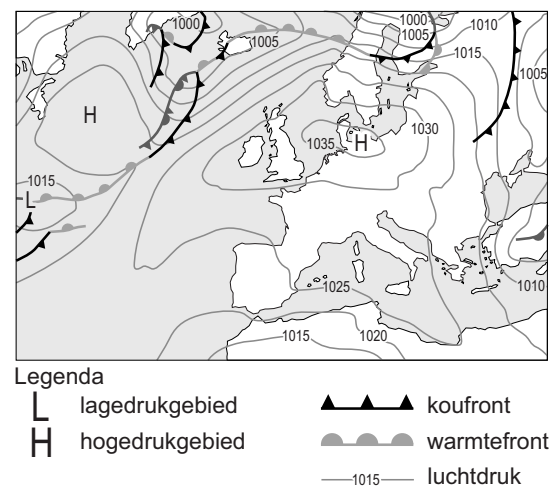 1000
1000
1010
1005
1005
1015
1005
H
1035
H
1030
1015
L
1025
1010
1015
1020
Legenda
L lagedrukgebied
H hogedrukgebied
koufront
warmtefront
1015 luchtdruk